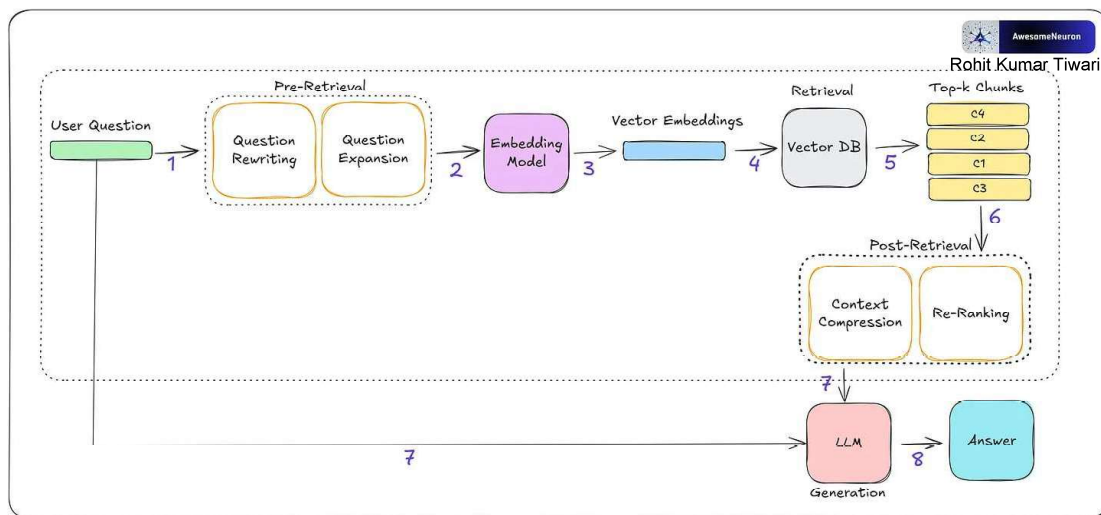 AwesomeNeuron
Rohit Kumar Tiwari
Pre-Retrieval
Retrieval
Top-k Chunks
User Question
Question
Rewriting
Question
Expansion
Embedding
Model
Vector Embeddings
Vector DB
C4
C2
C1
C3
1
2
3
4
5
6
Post-Retrieval
Context
Compression
Re-Ranking
7
LLM
Answer
7
8
Generation